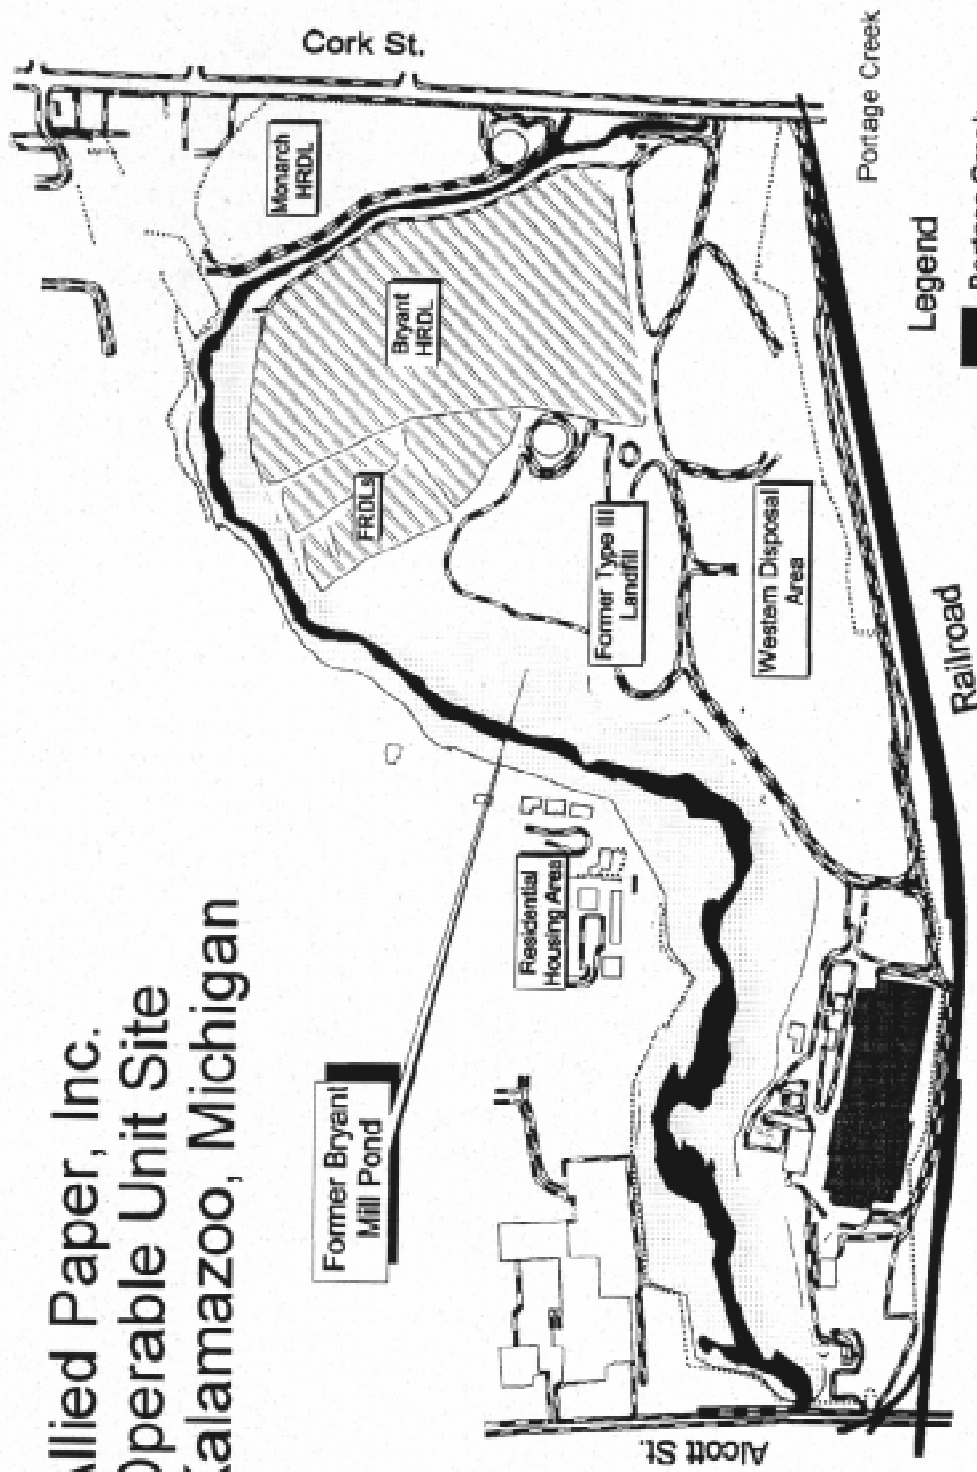 Allied Paper, Inc.
Operable Unit Site
Kalamazoo, Michigan
Cork St.
Monarch
HRDL
Bryant
HRDL
FRDLs
Former Type III
Landfill
Western Disposal
Area
Residential
Housing Area
Former Bryant
Mill Pond
Alcott St.
Railroad
Portage Creek
Legend